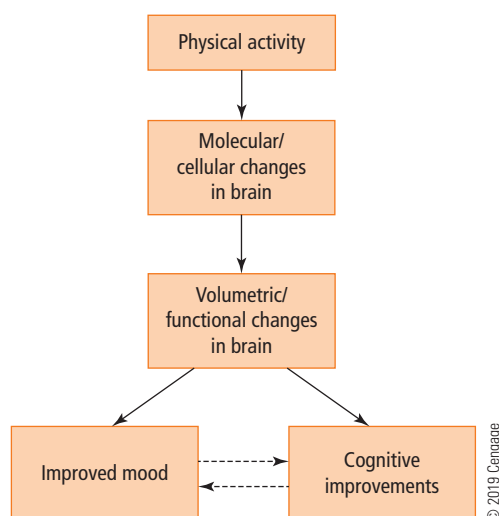 Physical activity
Molecular/
cellular changes
in brain
Volumetric/
functional changes
in brain
Improved mood
Cognitive
improvements
© 2019 Cengage